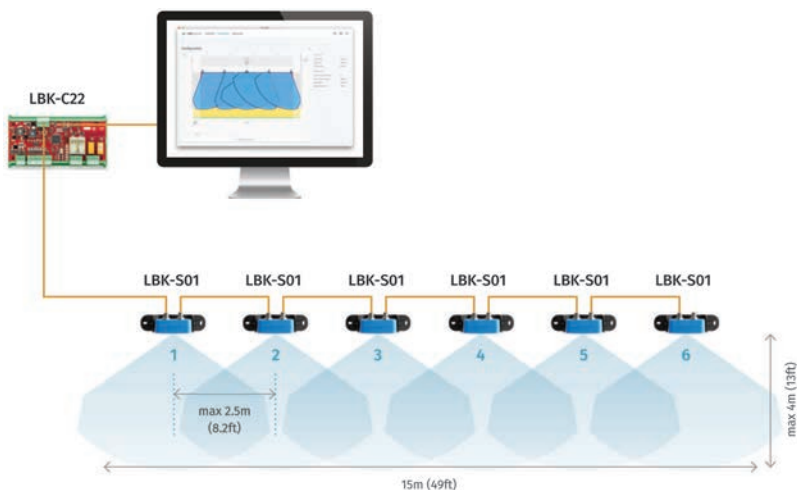 LBK-C22
LBK-S01 LBK-S01 LBK-S01 LBK-S01 LBK-S01 LBK-S01
1 2 3 4 5 6
max 2.5m
(8.2ft)
max 4m (13ft)
15m (49ft)